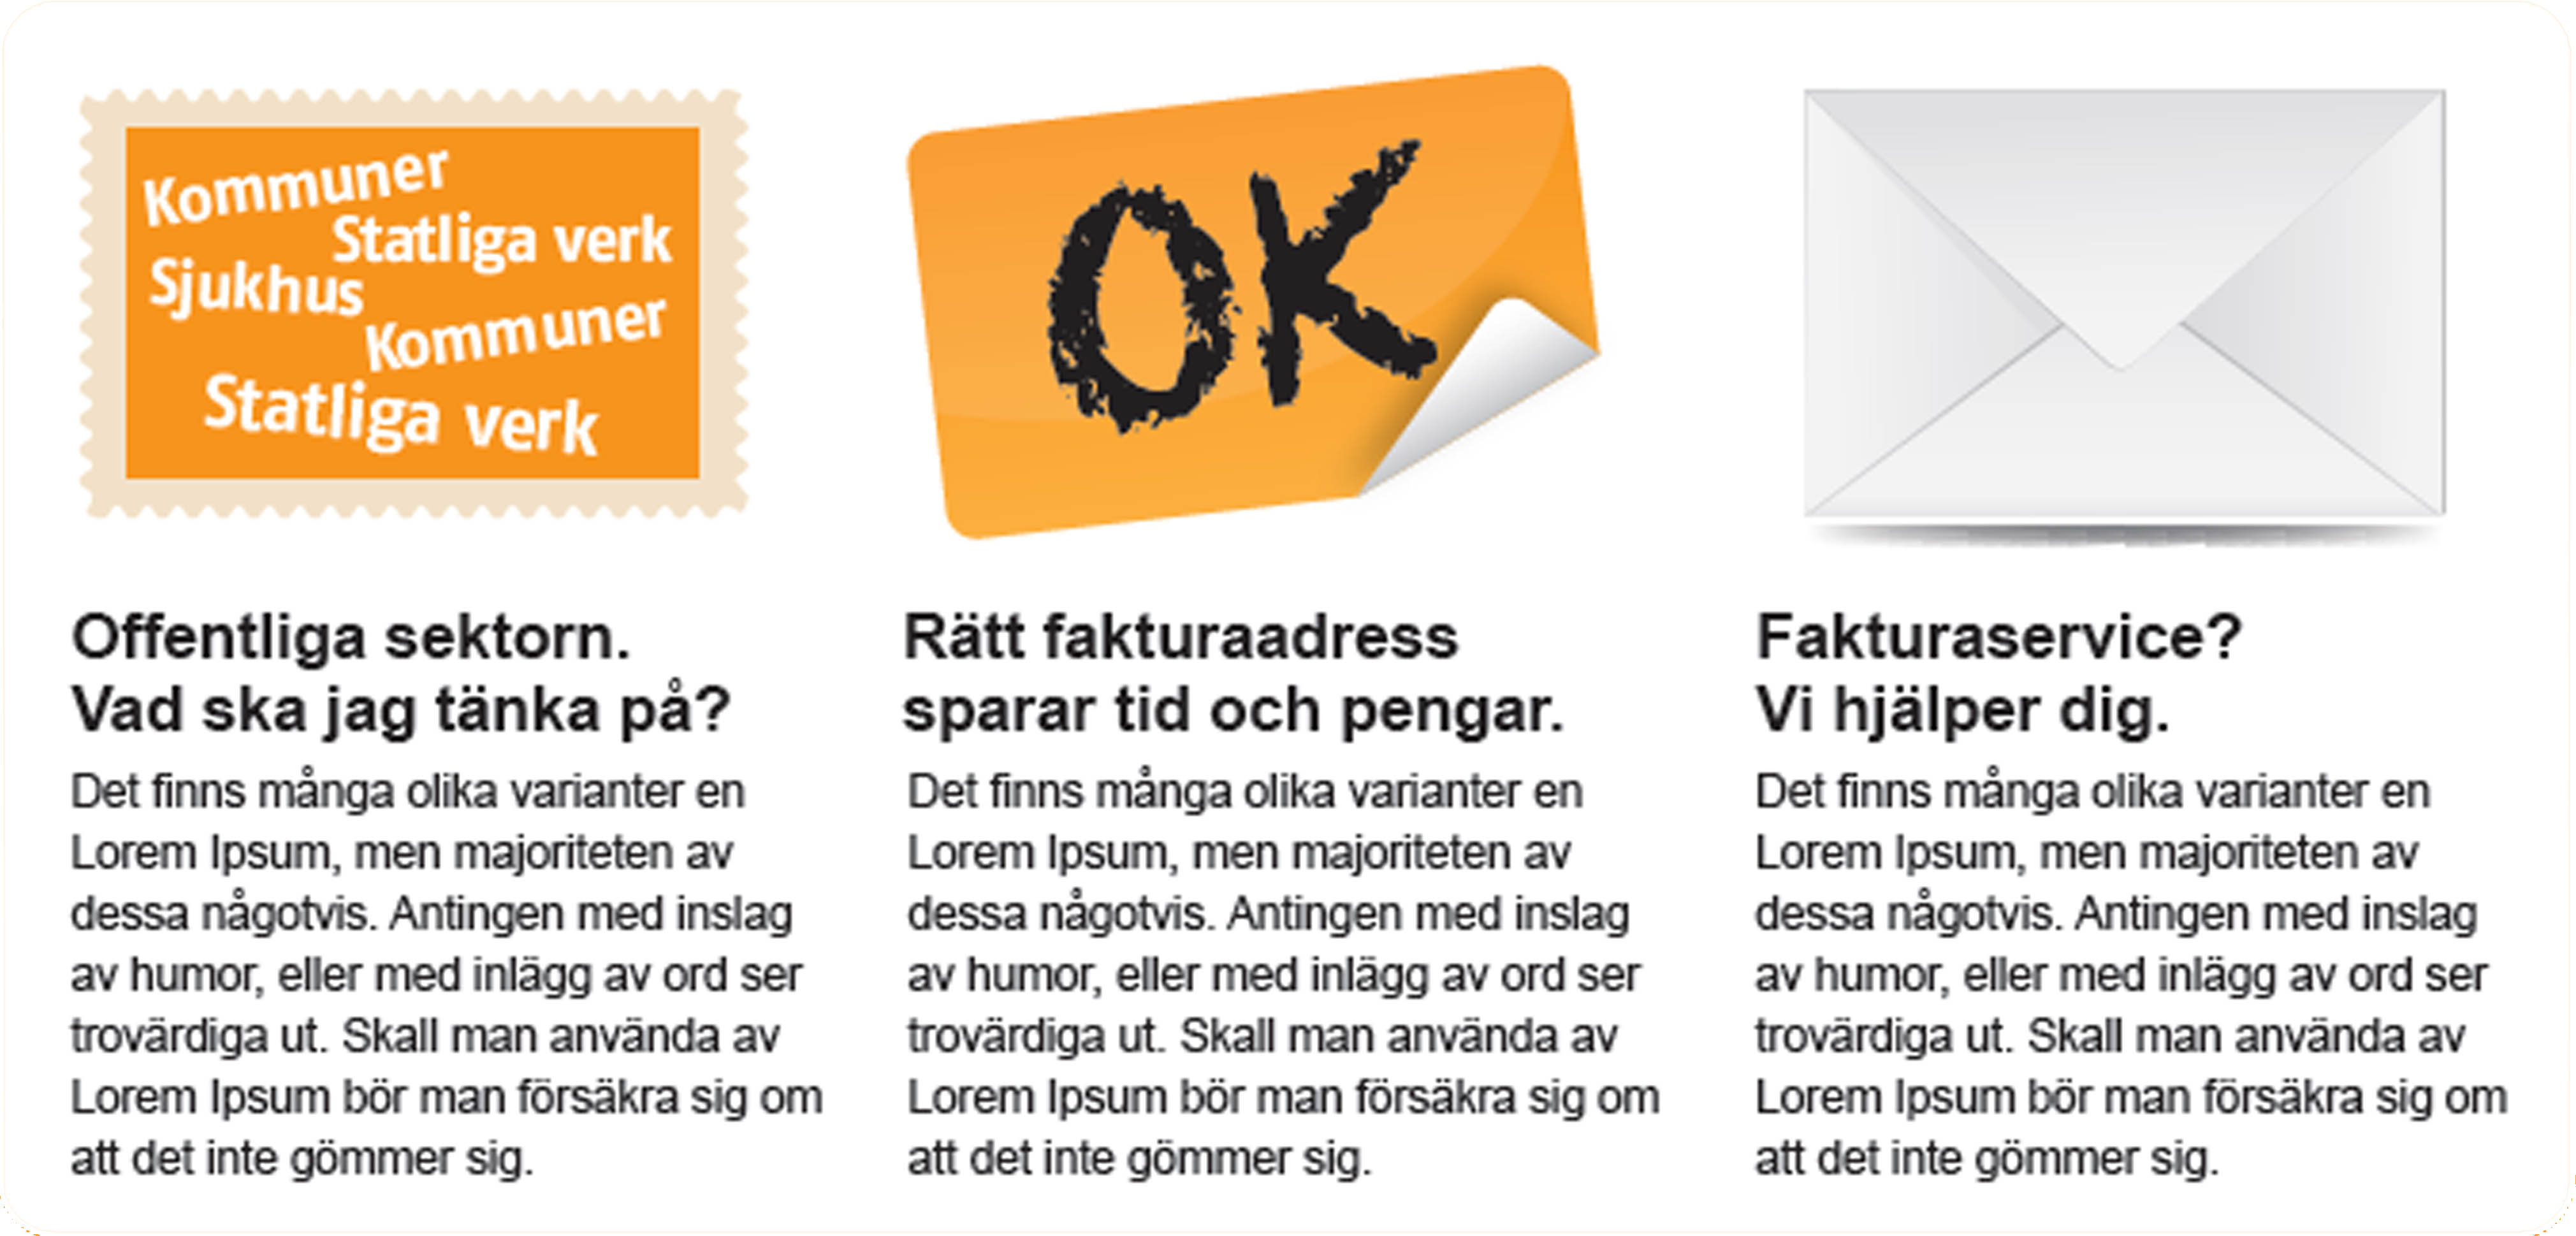 Kommuner
Statliga verk
Sjukhus
Kommuner
Statliga verk
OK
Offentliga sektorn.
Vad ska jag tänka på?
Det finns många olika varianter en
Lorem Ipsum, men majoriteten av
dessa någotvis. Antingen med inslag
av humor, eller med inlägg av ord ser
trovärdiga ut. Skall man använda av
Lorem Ipsum bör man försäkra sig om
att det inte gömmer sig.
Rätt fakturaadress
sparar tid och pengar.
Det finns många olika varianter en
Lorem Ipsum, men majoriteten av
dessa någotvis. Antingen med inslag
av humor, eller med inlägg av ord ser
trovärdiga ut. Skall man använda av
Lorem Ipsum bör man försäkra sig om
att det inte gömmer sig.
Fakturaservice?
Vi hjälper dig.
Det finns många olika varianter en
Lorem Ipsum, men majoriteten av
dessa någotvis. Antingen med inslag
av humor, eller med inlägg av ord ser
trovärdiga ut. Skall man använda av
Lorem Ipsum bör man försäkra sig om
att det inte gömmer sig.